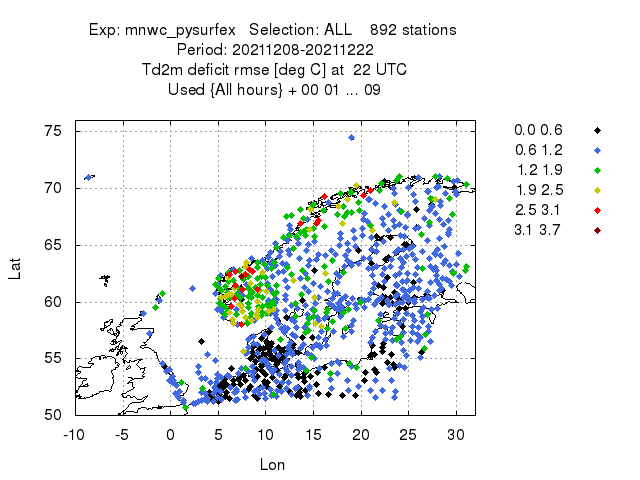 Exp: mnwc_pysurfex   Selection: ALL    892 stations
Period: 20211208-20211222
Td2m deficit rmse [deg C] at  22 UTC
Used {All hours} + 00 01 ... 09
0.0 0.6
0.6 1.2
1.2 1.9
1.9 2.5
2.5 3.1
3.1 3.7
75
70
65
60
55
50
Lat
-10 -5 0 5 10 15 20 25 30
Lon